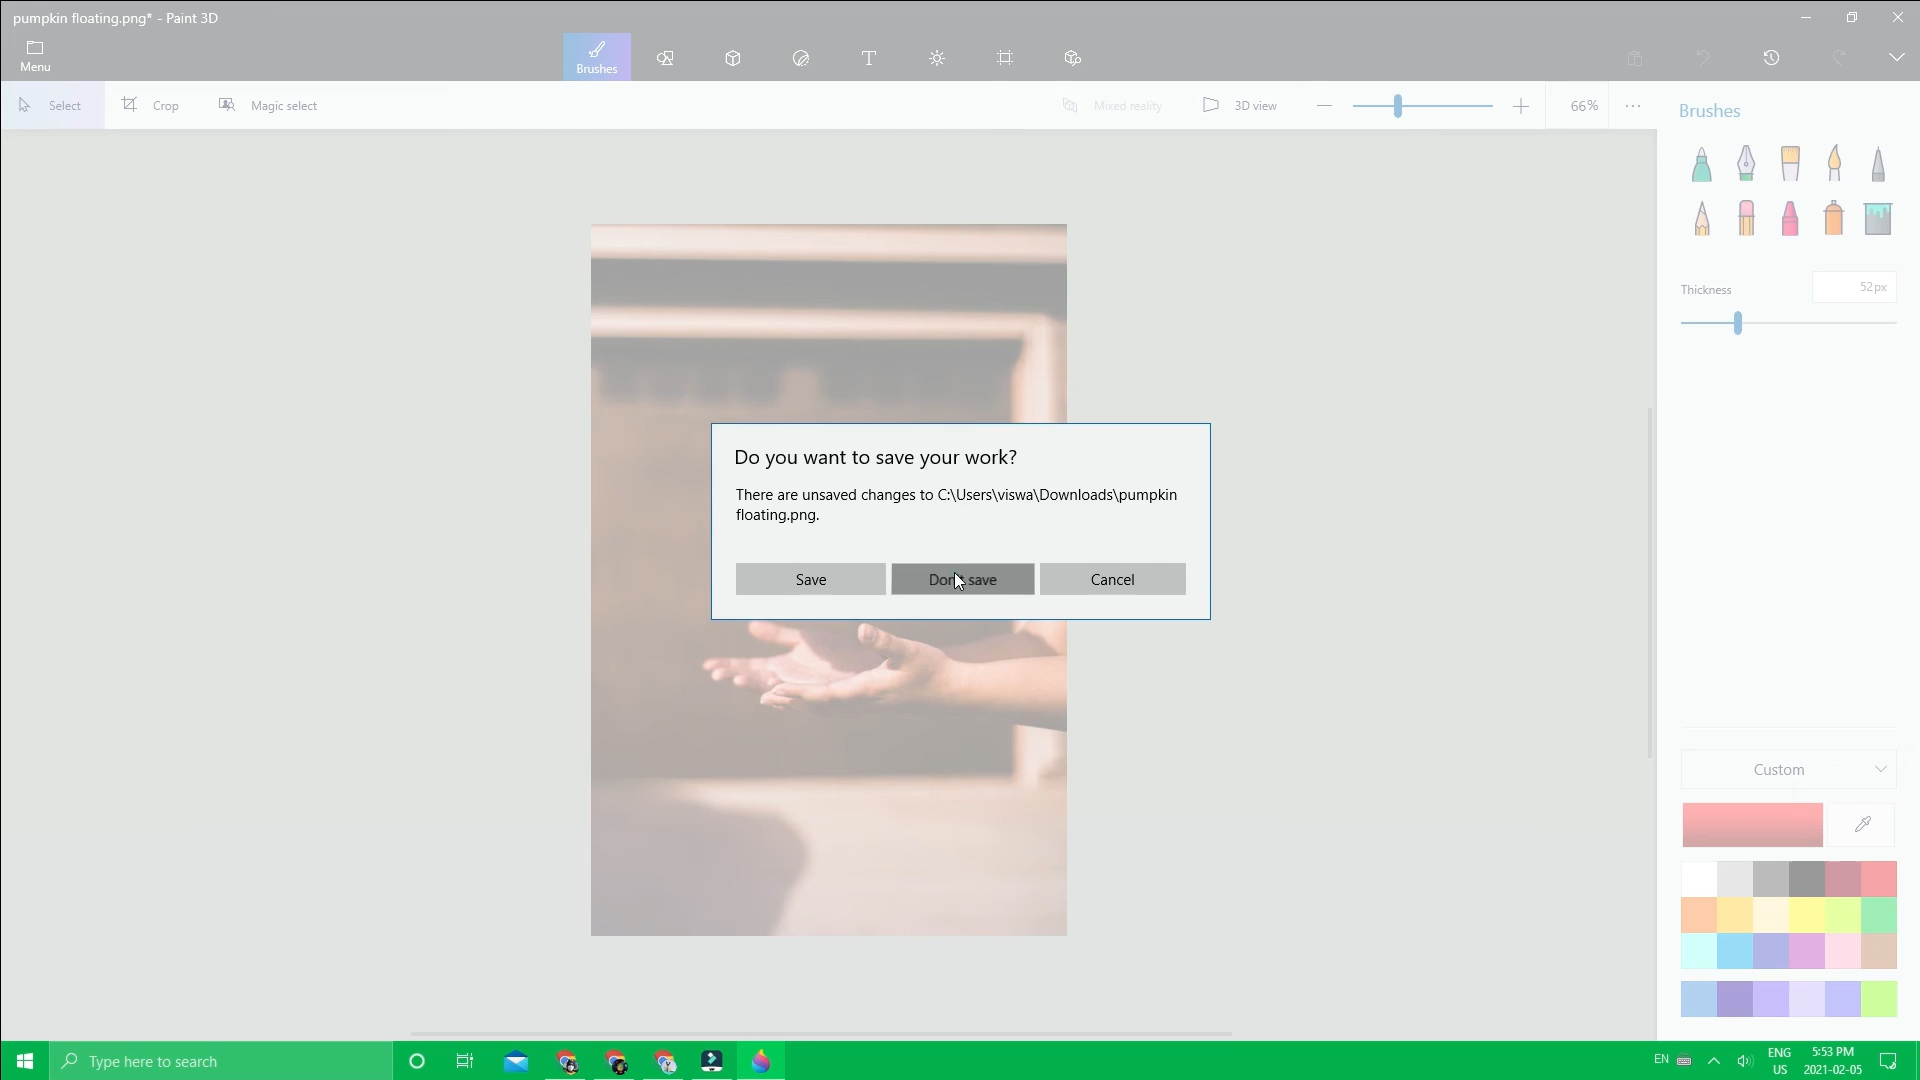 pumpkin floating.png* - Paint 3D
Menu
Brushes
Select
Crop
Magic select
Mixed reality
3D view
66%
Brushes
Thickness
52px
Do you want to save your work?
There are unsaved changes to C:\Users\viswa\Downloads\pumpkin
floating.png.
Save
Don't save
Cancel
Custom
Type here to search
EN
ENG
US
5:53 PM
2021-02-05